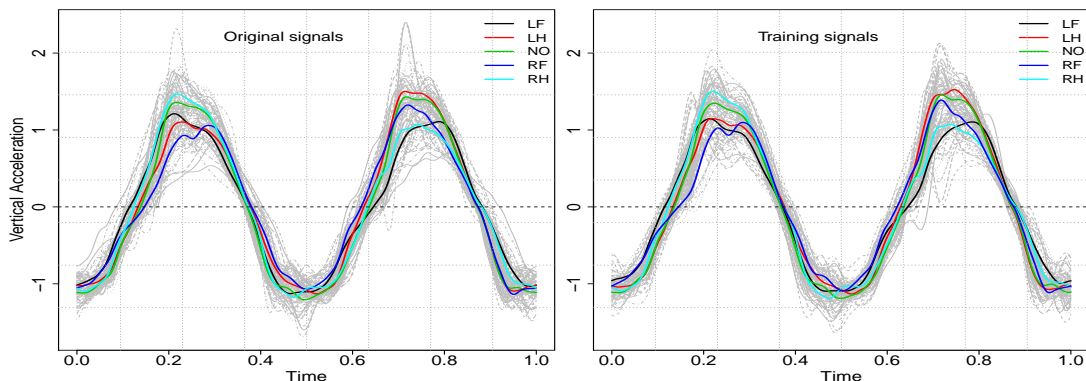 Original signals
LF
LH
NO
RF
RH
2
1
0
−1
Vertical Acceleration
0.0 0.2 0.4 0.6 0.8 1.0
Time
Training signals
LF
LH
NO
RF
RH
2
1
0
−1
0.0 0.2 0.4 0.6 0.8 1.0
Time